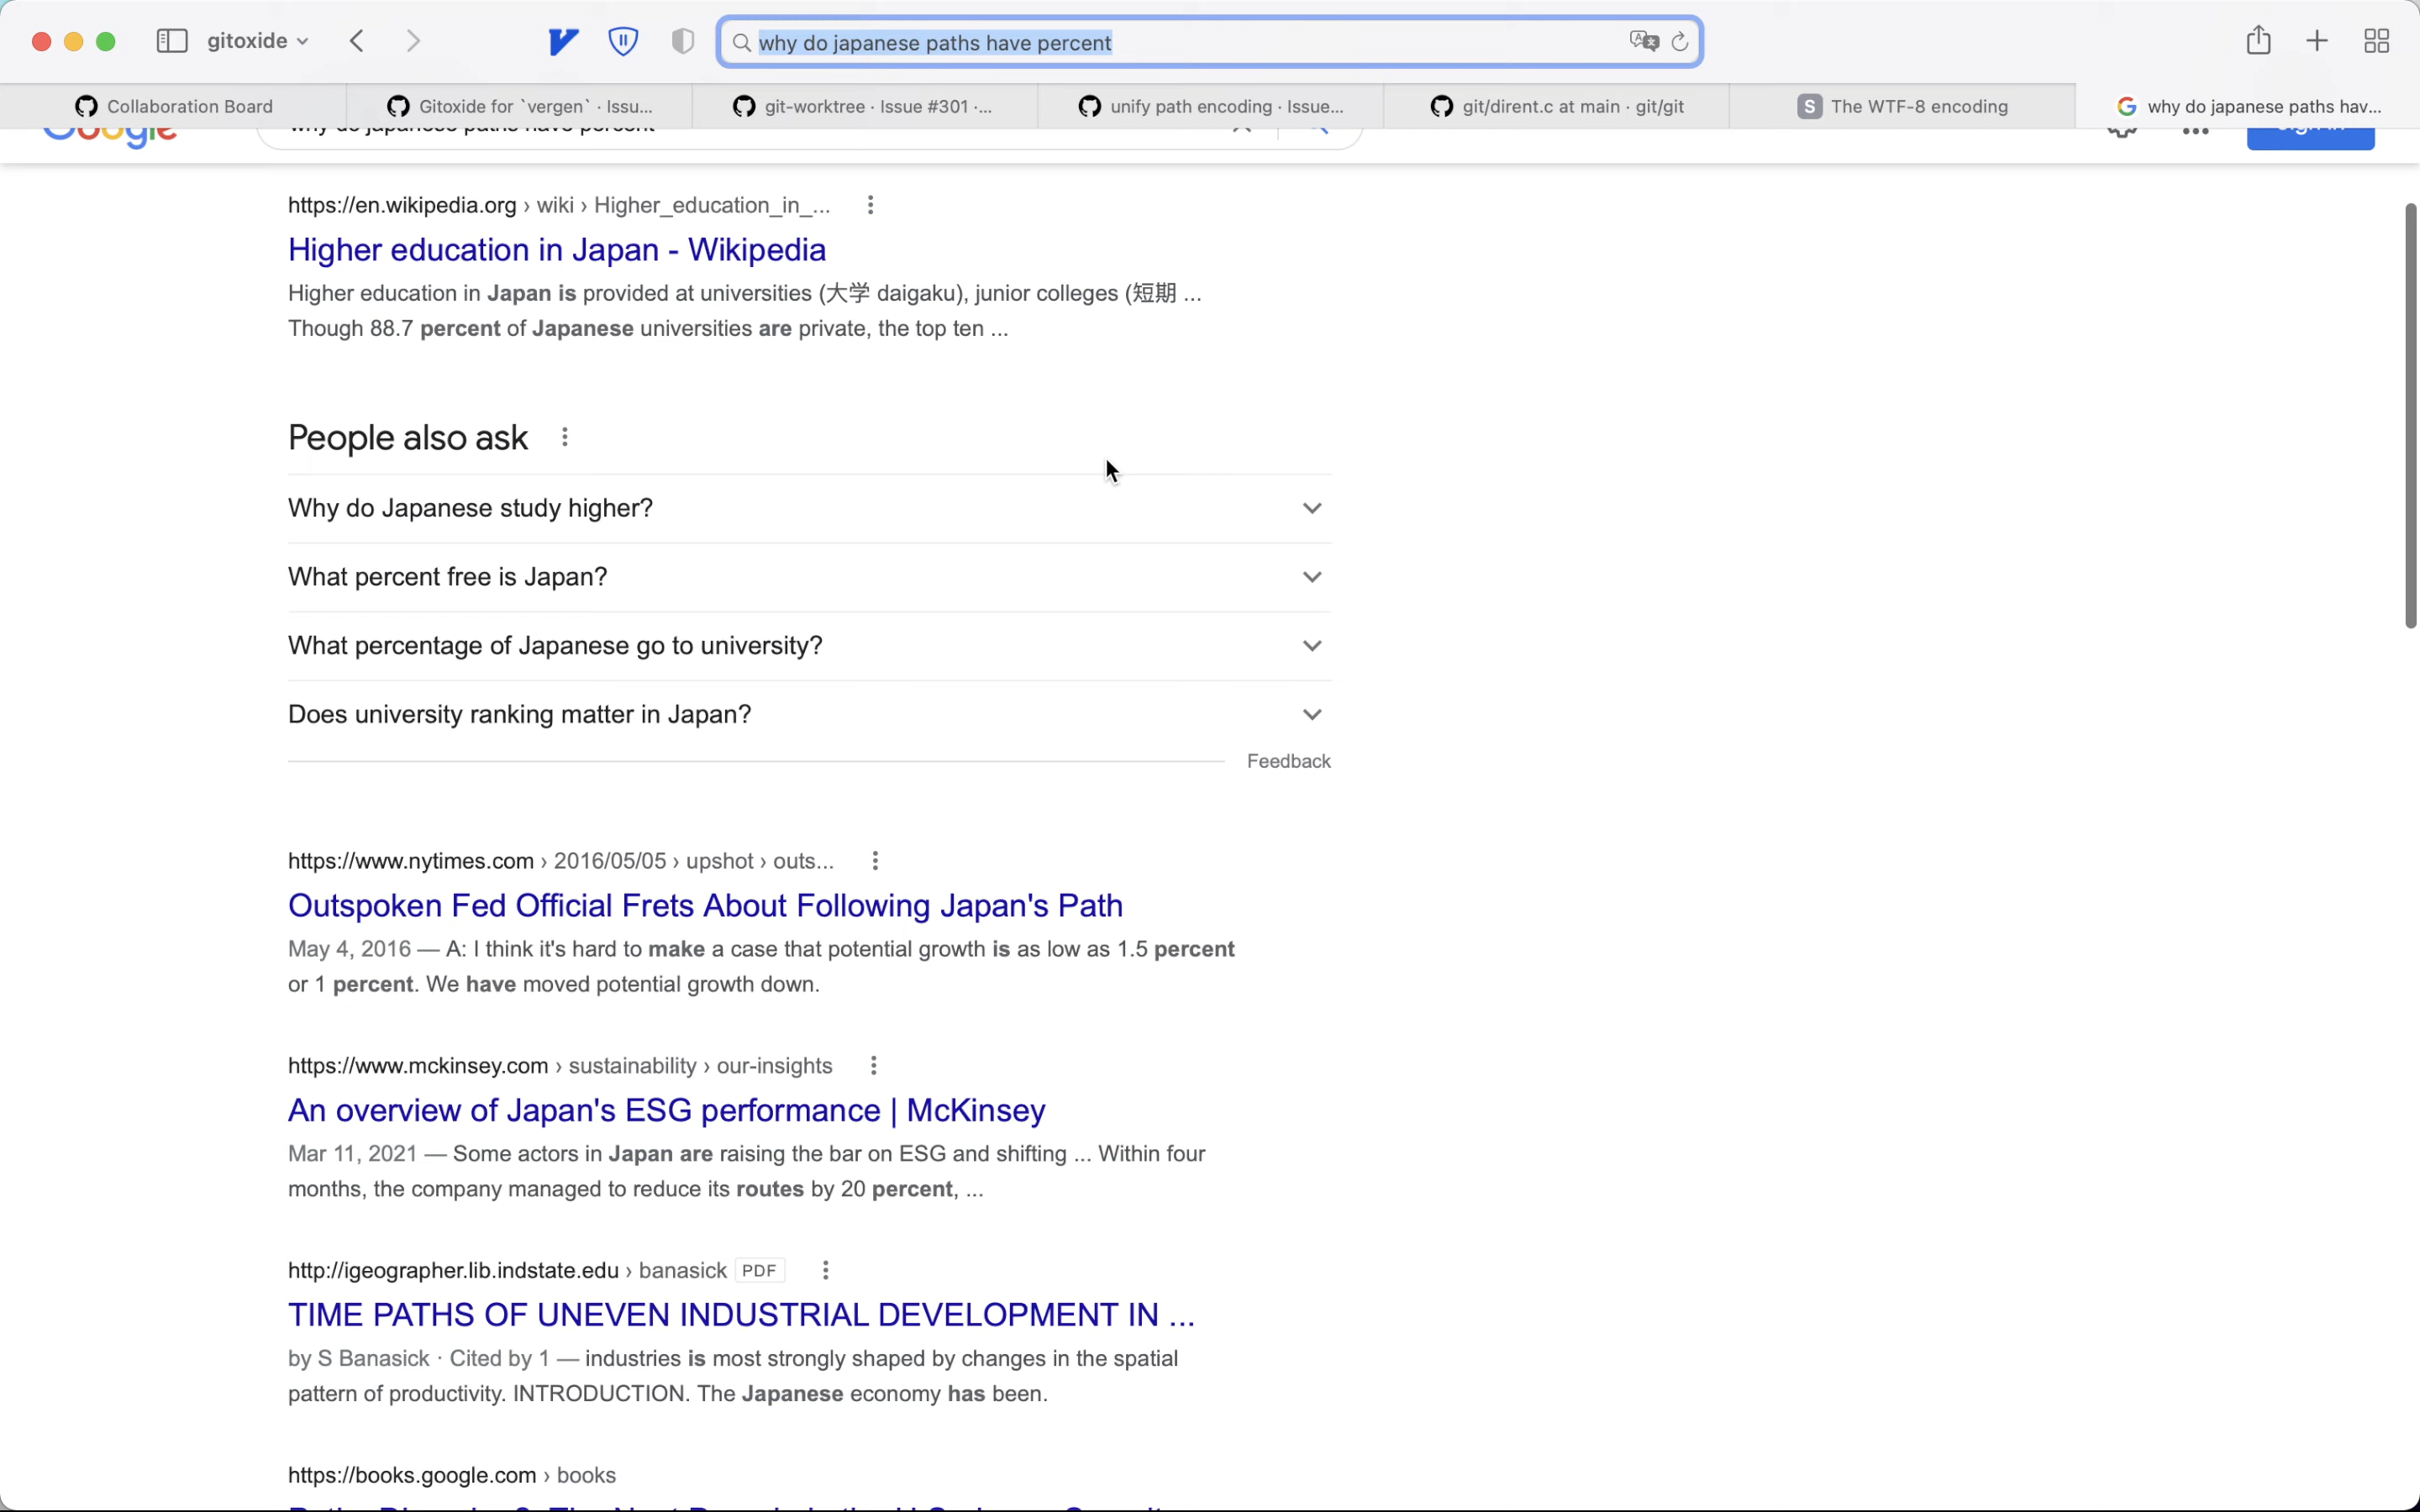 gitoxide
why do japanese paths have percent
Collaboration Board
Gitoxide for `vergen` · Issu...
git-worktree · Issue #301 ·...
unify path encoding · Issue...
git/dirent.c at main · git/git
S The WTF-8 encoding
why do japanese paths hav...
Google
why do japanese paths have percent
Sign in
https://en.wikipedia.org › wiki › Higher_education_in_...
Higher education in Japan - Wikipedia
Higher education in Japan is provided at universities (大学 daigaku), junior colleges (短期 ...
Though 88.7 percent of Japanese universities are private, the top ten ...
People also ask
Why do Japanese study higher?
What percent free is Japan?
What percentage of Japanese go to university?
Does university ranking matter in Japan?
Feedback
https://www.nytimes.com › 2016/05/05 › upshot › outs...
Outspoken Fed Official Frets About Following Japan's Path
May 4, 2016 — A: I think it's hard to make a case that potential growth is as low as 1.5 percent
or 1 percent. We have moved potential growth down.
https://www.mckinsey.com › sustainability › our-insights
An overview of Japan's ESG performance | McKinsey
Mar 11, 2021 — Some actors in Japan are raising the bar on ESG and shifting ... Within four
months, the company managed to reduce its routes by 20 percent, ...
http://igeographer.lib.indstate.edu › banasick PDF
TIME PATHS OF UNEVEN INDUSTRIAL DEVELOPMENT IN ...
by S Banasick · Cited by 1 — industries is most strongly shaped by changes in the spatial
pattern of productivity. INTRODUCTION. The Japanese economy has been.
https://books.google.com › books